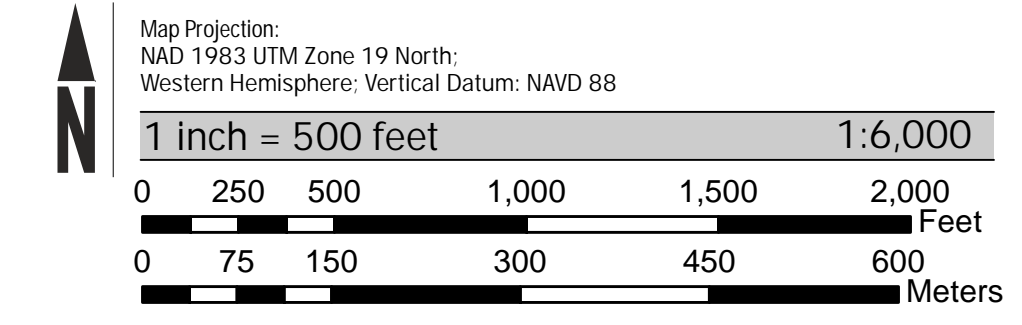 Map Projection:
NAD 1983 UTM Zone 19 North;
Western Hemisphere; Vertical Datum: NAVD 88
N
1 inch = 500 feet 1:6,000
0 250 500 1,000 1,500 2,000
Feet
0 75 150 300 450 600
Meters